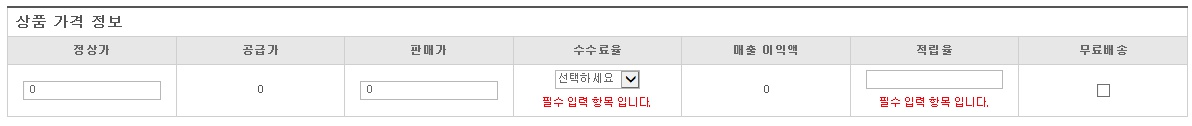 상품 가격 정보
정상가 공급가 판매가 수수료율 매출 이익액 적립율 무료배송
0 0 0 선택하세요 0
필수 입력 항목 입니다. 필수 입력 항목 입니다.